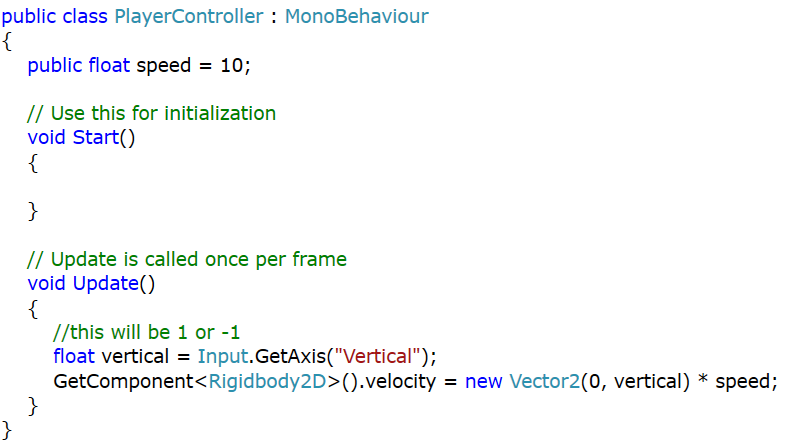 public class PlayerController : MonoBehaviour
{
    public float speed = 10;

    // Use this for initialization
    void Start()
    {

    }

    // Update is called once per frame
    void Update()
    {
        //this will be 1 or -1
        float vertical = Input.GetAxis("Vertical");
        GetComponent<Rigidbody2D>().velocity = new Vector2(0, vertical) * speed;
    }
}